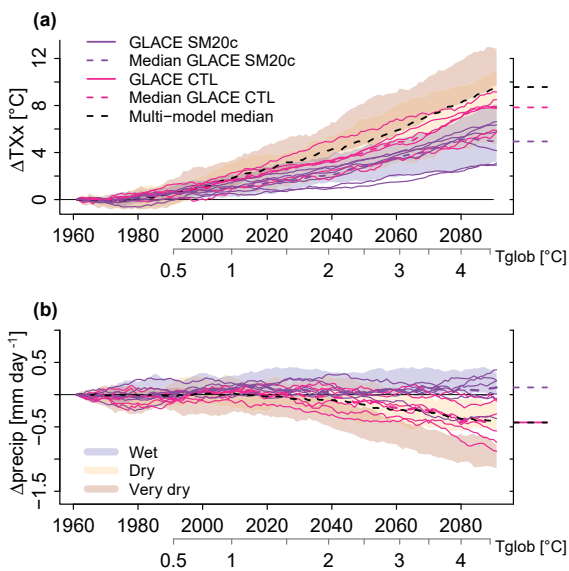 (a)
ΔTXx [°C]
12
8
4
0
GLACE SM20c
Median GLACE SM20c
GLACE CTL
Median GLACE CTL
Multi−model median
1960 1980 2000 2020 2040 2060 2080
0.5 1 2 3 4 Tglob [°C]
(b)
Δprecip [mm day −1]
0.5
−0.5
−1.5
Wet
Dry
Very dry
1960 1980 2000 2020 2040 2060 2080
0.5 1 2 3 4 Tglob [°C]